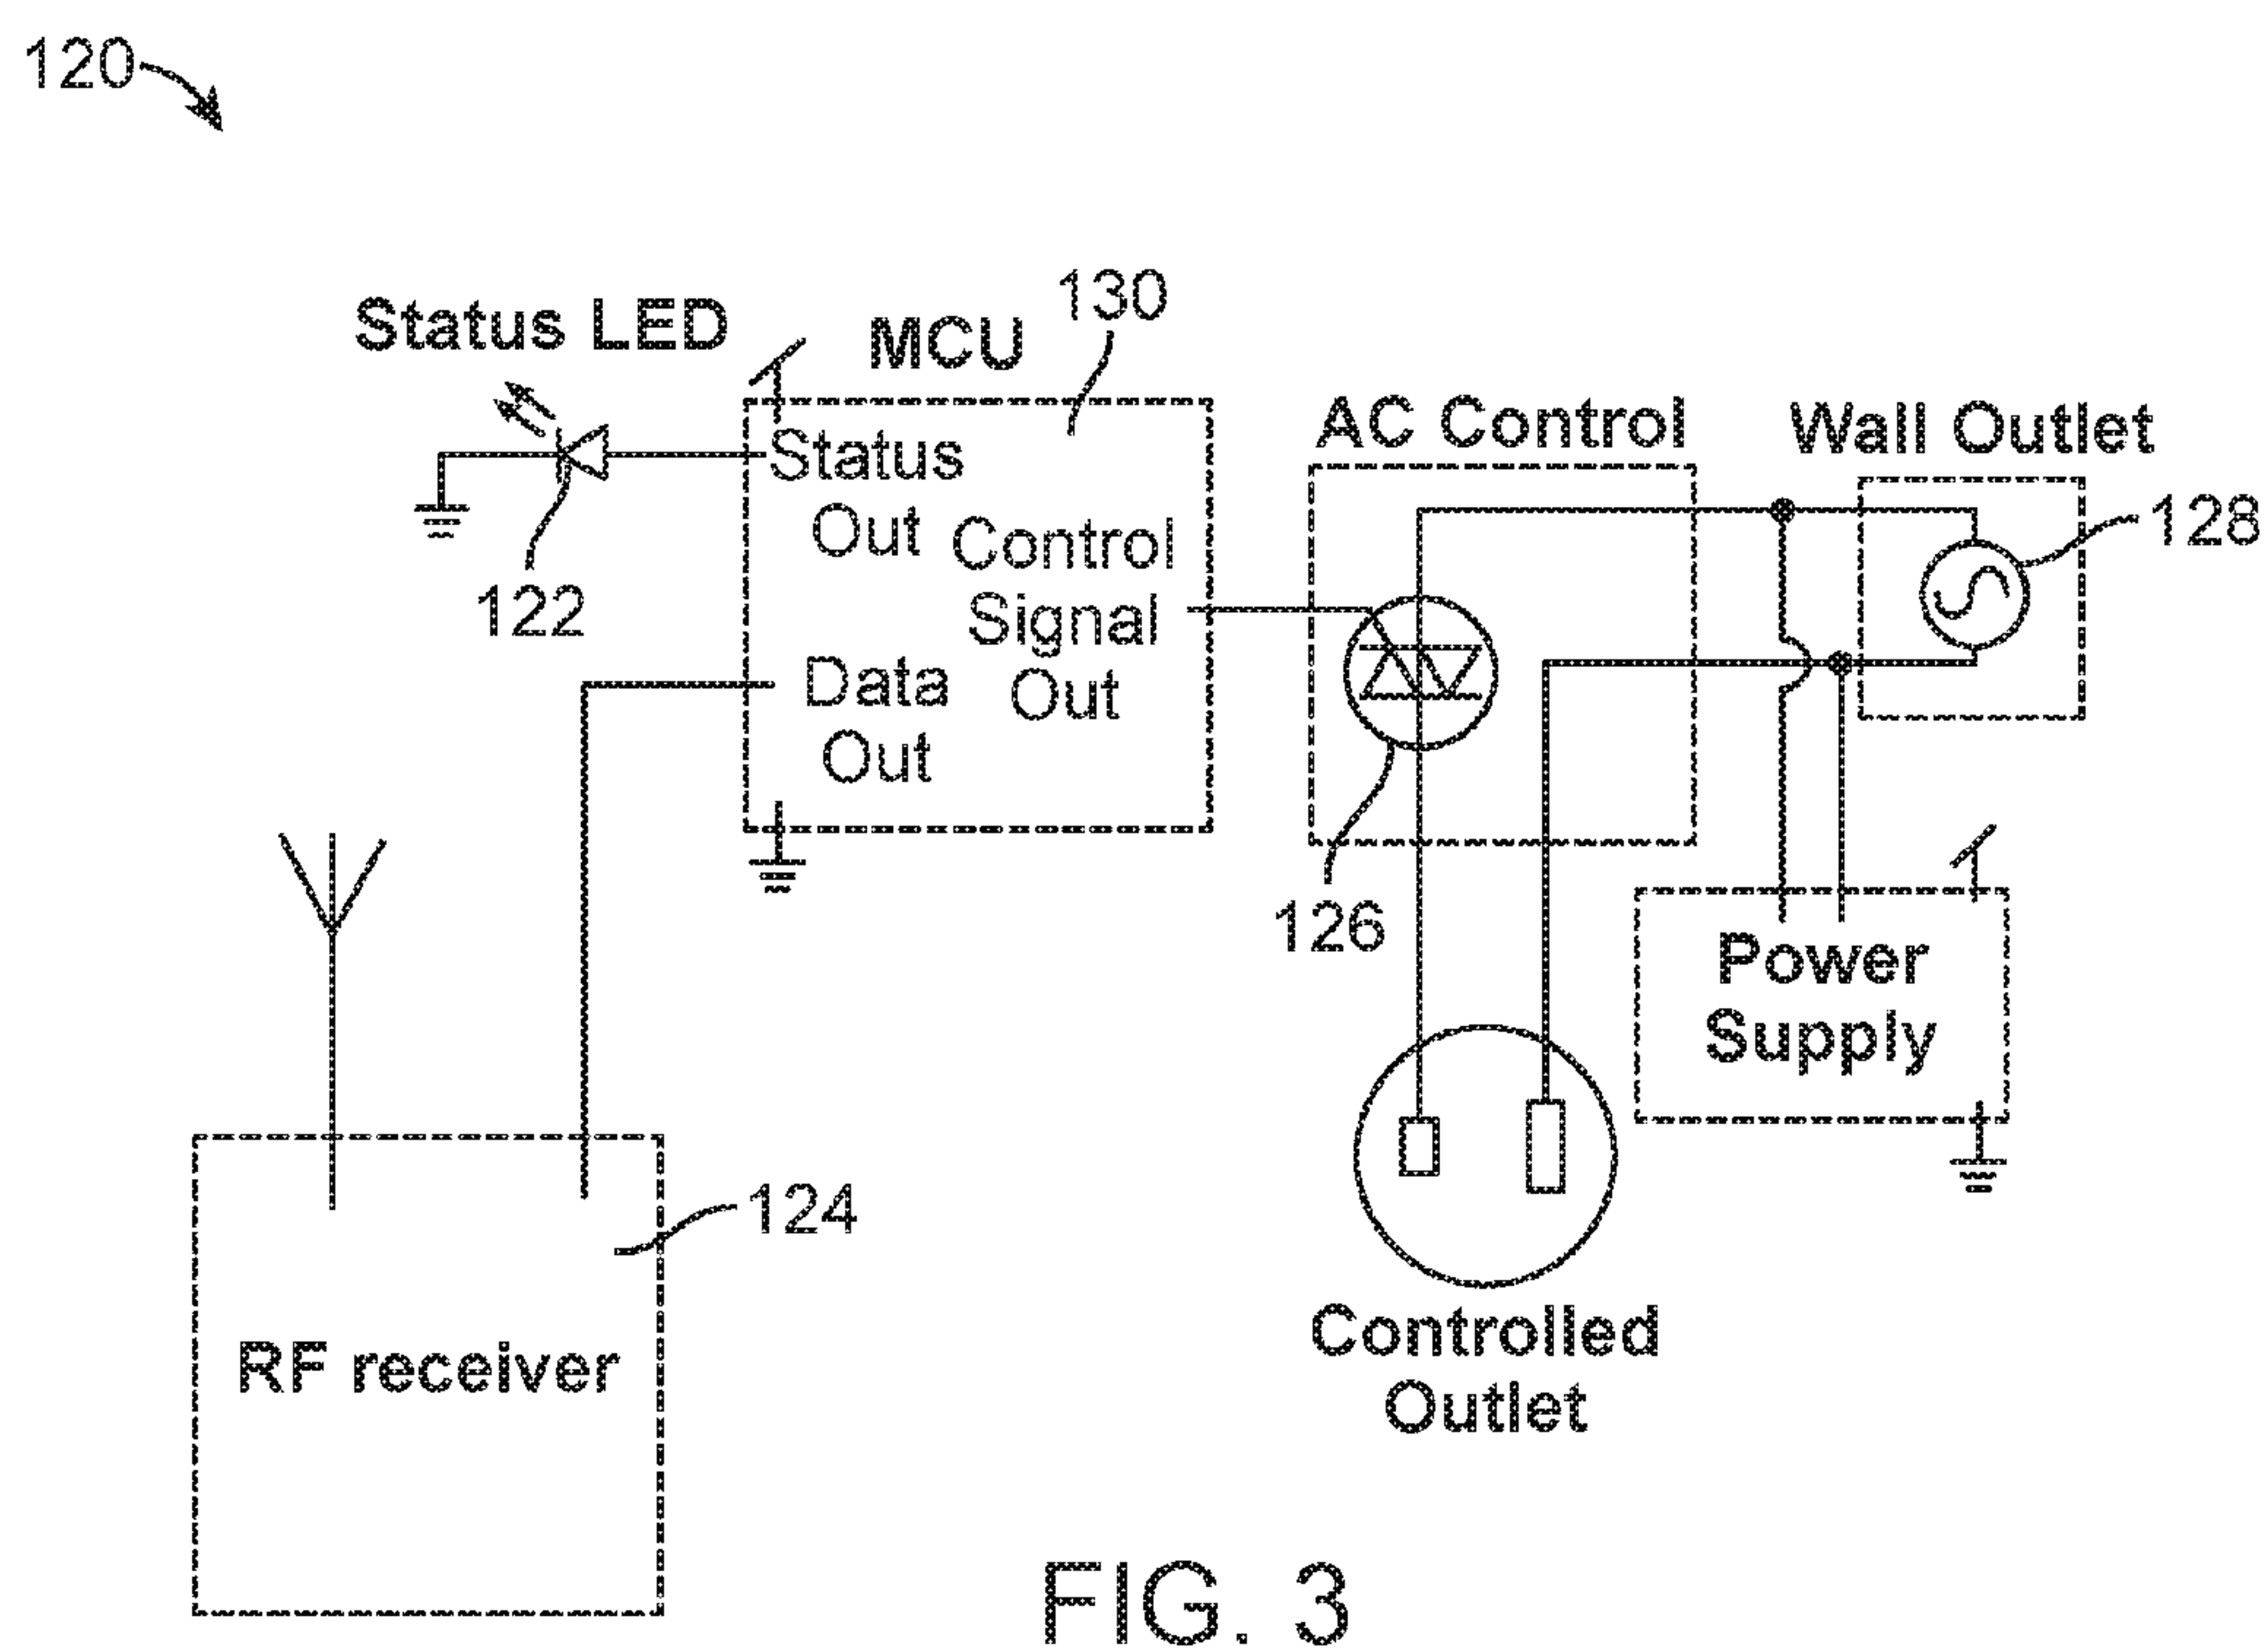 120
Status LED
MCU
130
AC Control
Wall Outlet
128
Status
Out
Control
Signal
Out
122
Data
Out
126
Power
Supply
124
RF receiver
Controlled
Outlet
FIG. 3